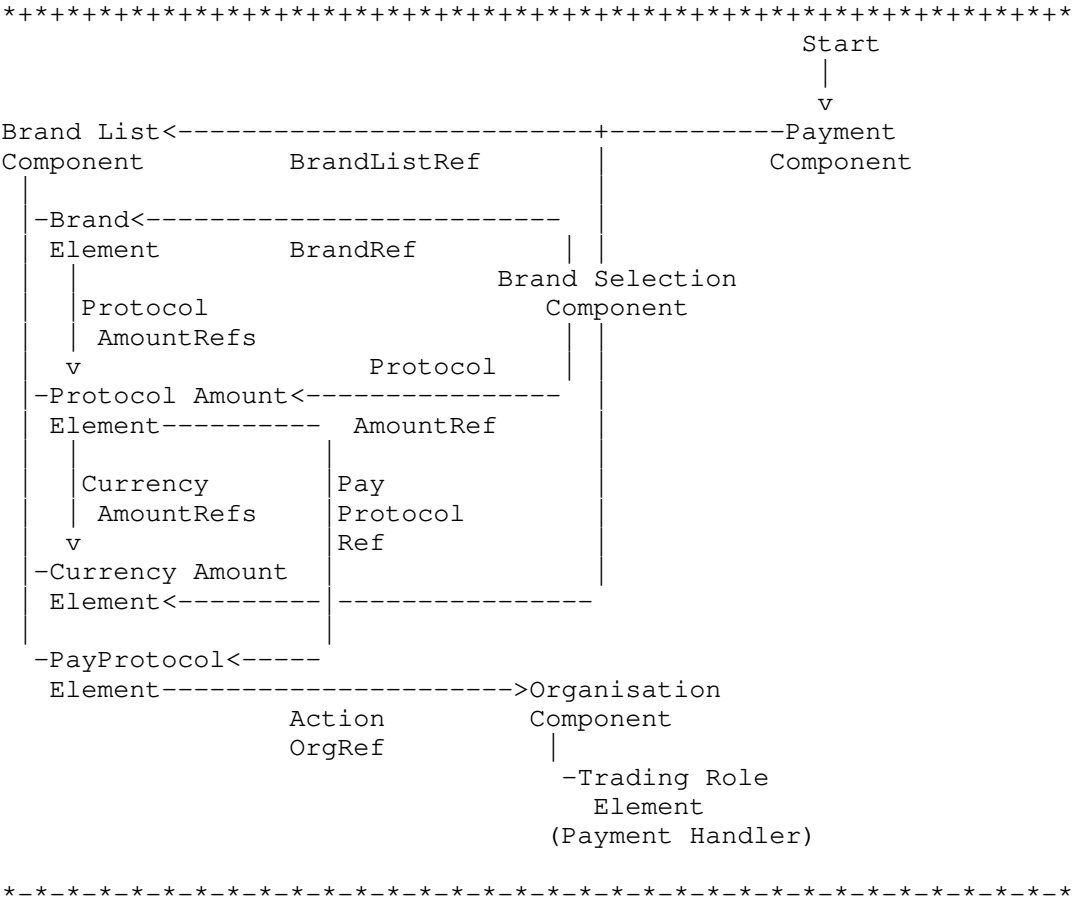 *+*+*+*+*+*+*+*+*+*+*+*+*+*+*+*+*+*+*+*+*+*+*+*+*+*+*+*+*+*+*+*+*+*
                                                  Start
                                                   |
                                                   v
Brand List<--------------------------+-----------Payment
Component         BrandListRef       |          Component
 |                                   |
 |-Brand<--------------------------  |
 | Element        BrandRef         | |
 |  |                          Brand Selection
 |  |Protocol                     Component
 |  | AmountRefs                   | |
 |  v                  Protocol    | |
 |-Protocol Amount<----------------  |
 | Element----------  AmountRef      |
 |  |               |                |
 |  |Currency       |Pay             |
 |  | AmountRefs    |Protocol        |
 |  v               |Ref             |
 |-Currency Amount  |                |
 | Element<---------|----------------
 |                  |
  -PayProtocol<-----
   Element---------------------->Organisation
                  Action         Component
                  OrgRef          |
                                   -Trading Role
                                     Element
                                  (Payment Handler)
*-*-*-*-*-*-*-*-*-*-*-*-*-*-*-*-*-*-*-*-*-*-*-*-*-*-*-*-*-*-*-*-*-*